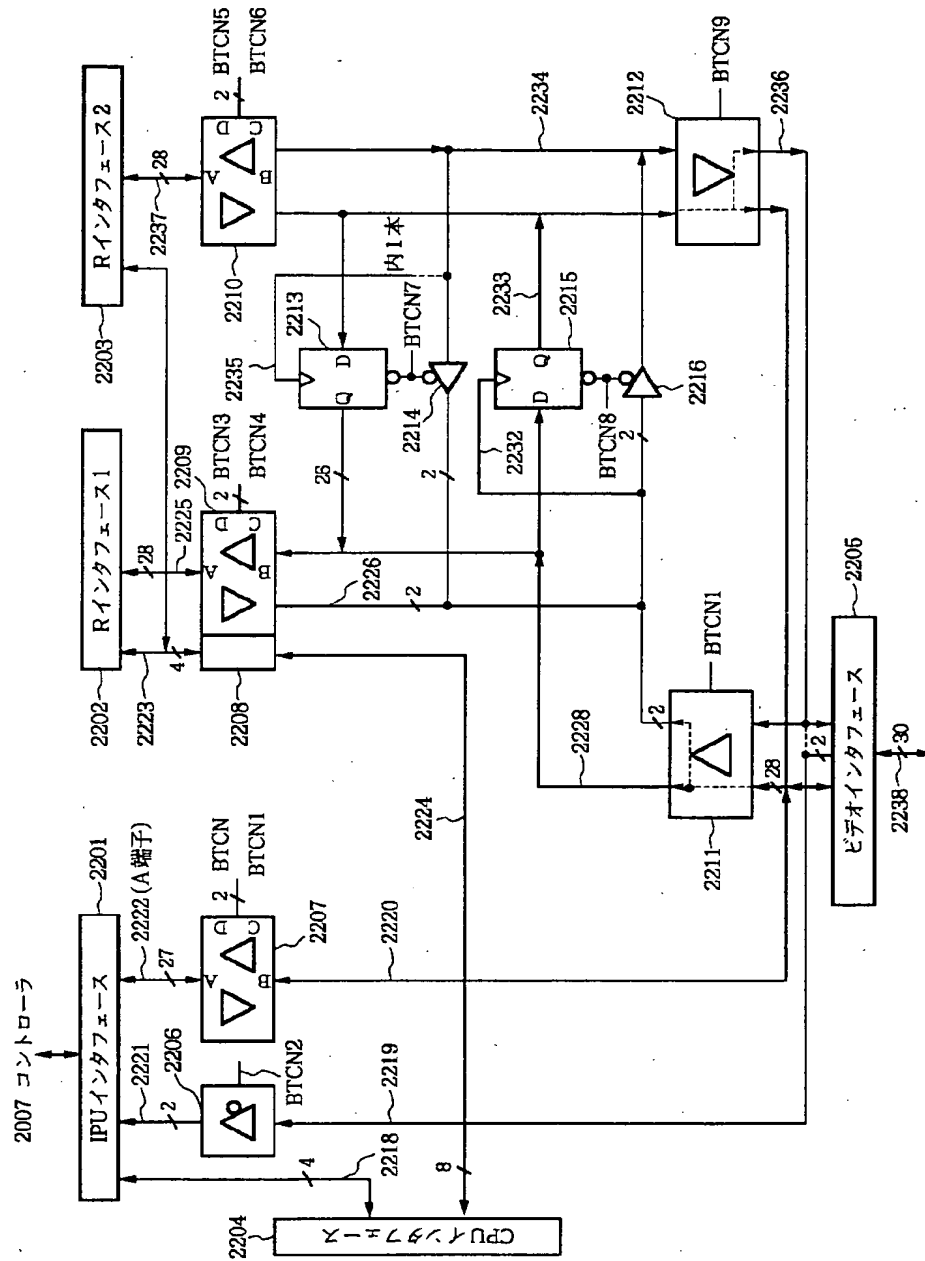 2007 コントローラ
2201
IPUインタフェース
2222 (A端子)
2221
2206
2218
4
2
27
A
B
C
D
2
BTCN
BTCN1
2207
BTCN2
2220
2219
2204
CPUインタフェース
8
2224
2202
Rインタフェース1
2223
4
28
2225
2208
2209
A
B
C
D
2
BTCN3
BTCN4
2226
2
2203
Rインタフェース2
2237
28
2210
A
B
C
D
2
BTCN5
BTCN6
内1本
2235
2213
D
Q
BTCN7
2214
26
2
2234
2233
2215
D
Q
2232
BTCN8
2216
2
2212
BTCN9
2236
2228
2
BTCN1
2211
28
2
2205
ビデオインタフェース
2238
30